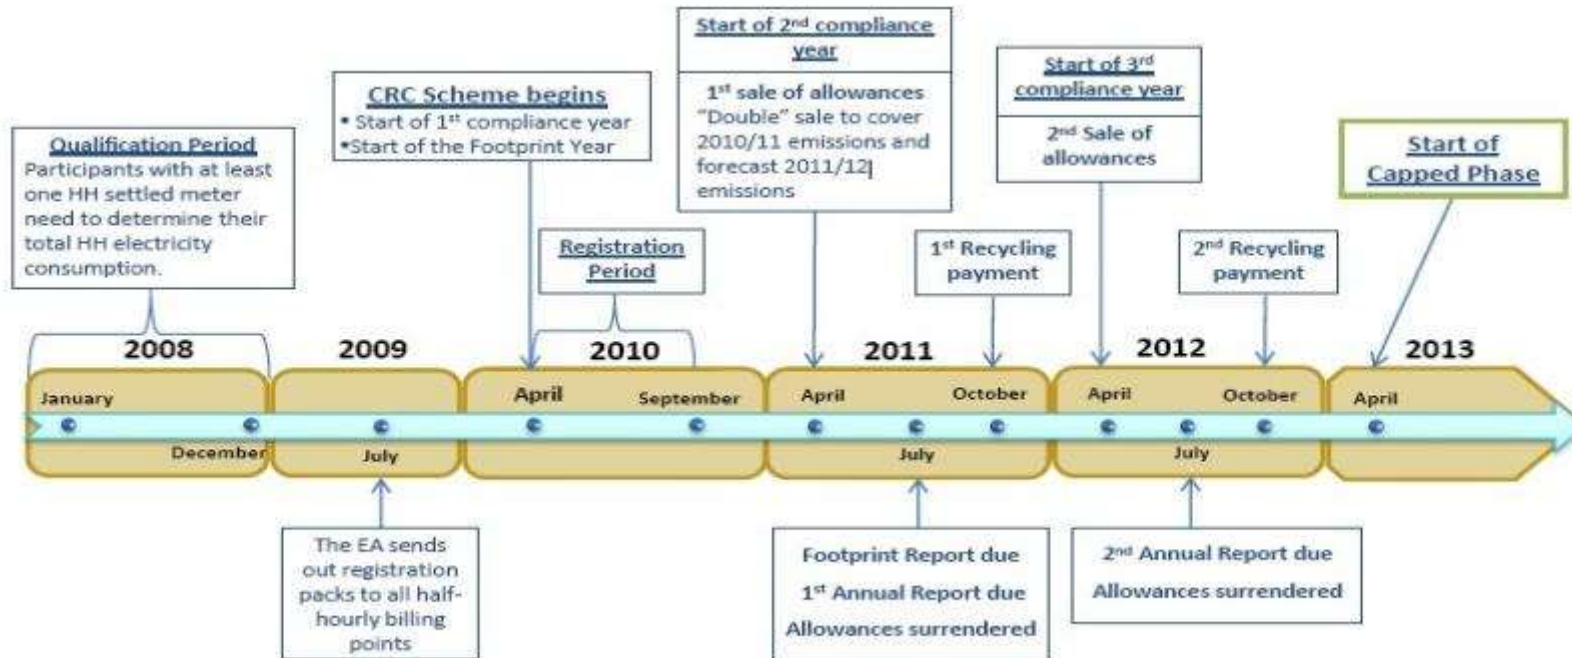 Start of 2nd compliance
year
1st sale of allowances
"Double" sale to cover
2010/11 emissions and
forecast 2011/12
emissions
Start of 3rd
compliance year
2nd Sale of
allowances
CRC Scheme begins
• Start of 1st compliance year
•Start of the Footprint Year
Qualification Period
Participants with at least
one HH settled meter
need to determine their
total HH electricity
consumption.
Start of
Capped Phase
Registration
Period
1st Recycling
payment
2nd Recycling
payment
2008
2009
2010
2011
2012
2013
January
April
September
April
October
April
October
April
December
July
July
July
The EA sends
out registration
packs to all half-
hourly billing
points
Footprint Report due
1st Annual Report due
Allowances surrendered
2nd Annual Report due
Allowances surrendered